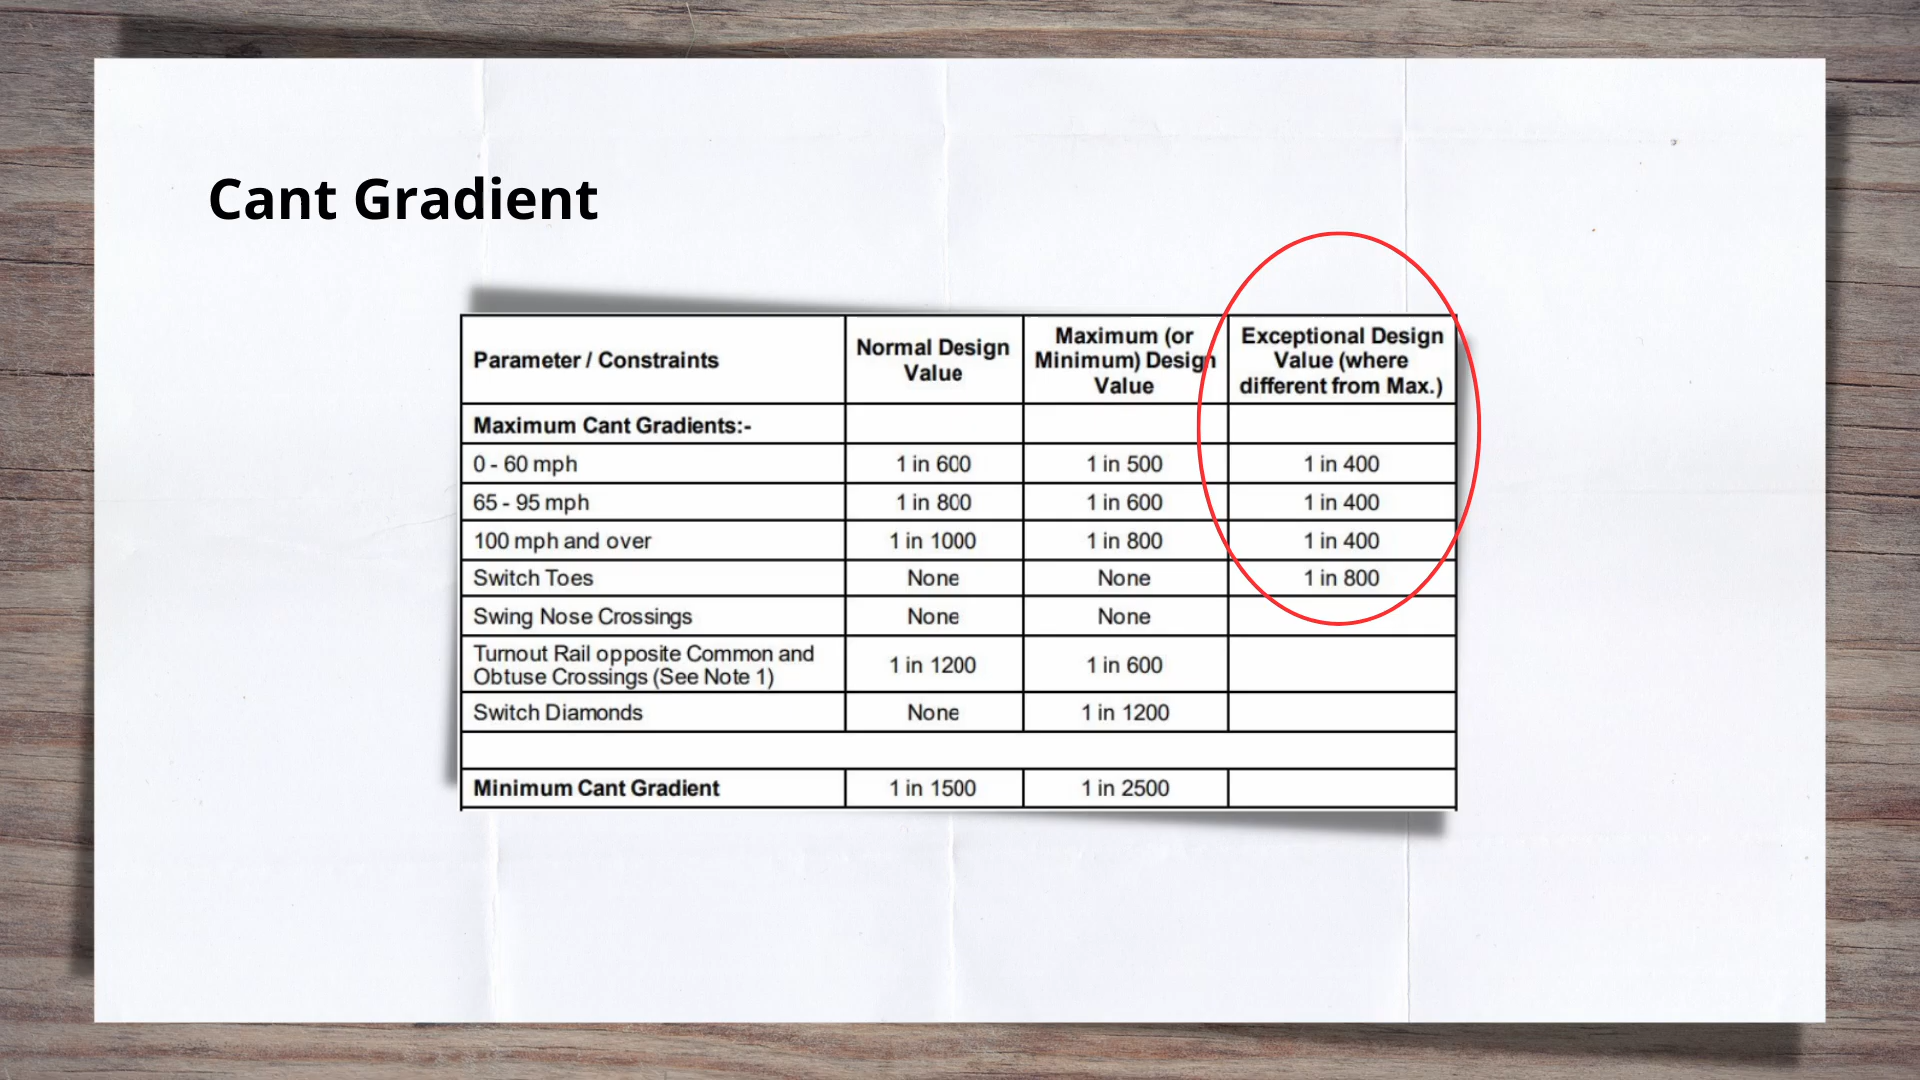 Cant Gradient
Parameter / Constraints
Normal Design
Value
Maximum (or
Minimum) Design
Value
Exceptional Design
Value (where
different from Max.)
Maximum Cant Gradients:-
0 - 60 mph 1 in 600 1 in 500 1 in 400
65 - 95 mph 1 in 800 1 in 600 1 in 400
100 mph and over 1 in 1000 1 in 800 1 in 400
Switch Toes None None 1 in 800
Swing Nose Crossings None None
Turnout Rail opposite Common and
Obtuse Crossings (See Note 1) 1 in 1200 1 in 600
Switch Diamonds None 1 in 1200
Minimum Cant Gradient 1 in 1500 1 in 2500